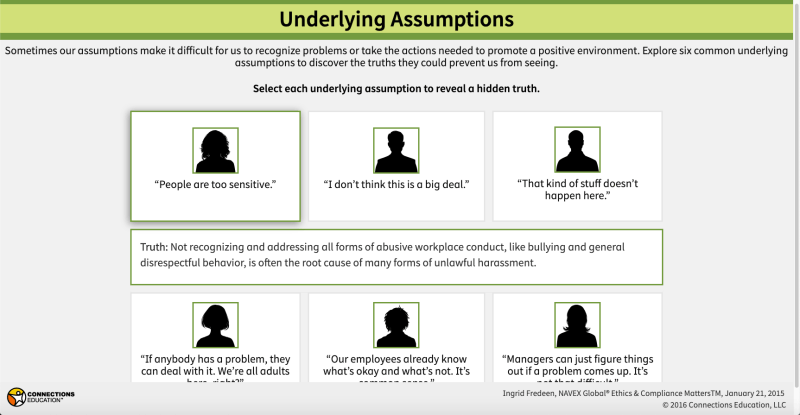 Underlying Assumptions
Sometimes our assumptions make it difficult for us to recognize problems or take the actions needed to promote a positive environment. Explore six common underlying
assumptions to discover the truths they could prevent us from seeing.
Select each underlying assumption to reveal a hidden truth.
“People are too sensitive.”
“I don’t think this is a big deal.”
“That kind of stuff doesn’t
happen here.”
Truth: Not recognizing and addressing all forms of abusive workplace conduct, like bullying and general
disrespectful behavior, is often the root cause of many forms of unlawful harassment.
“If anybody has a problem, they
can deal with it. We’re all adults
here, right?”
“Our employees already know
what’s okay and what’s not. It’s
common sense.”
“Managers can just figure things
out if a problem comes up. It’s
not that difficult.”
CONNECTIONS
EDUCATION™
Ingrid Fredeen, NAVEX Global® Ethics & Compliance MattersTM, January 21, 2015
© 2016 Connections Education, LLC